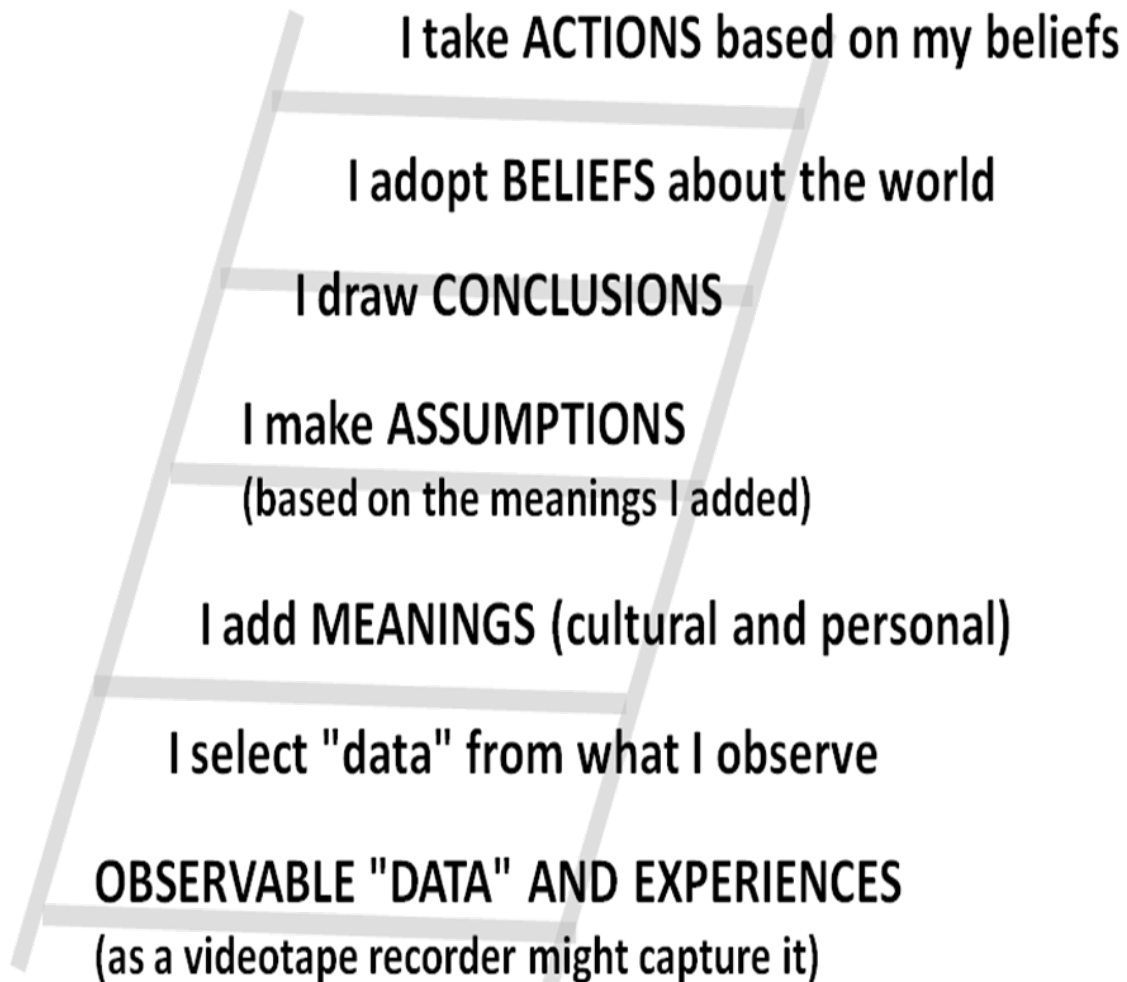 I take ACTIONS based on my beliefs
I adopt BELIEFS about the world
I draw CONCLUSIONS
I make ASSUMPTIONS
(based on the meanings I added)
I add MEANINGS (cultural and personal)
I select "data" from what I observe
OBSERVABLE "DATA" AND EXPERIENCES
(as a videotape recorder might capture it)